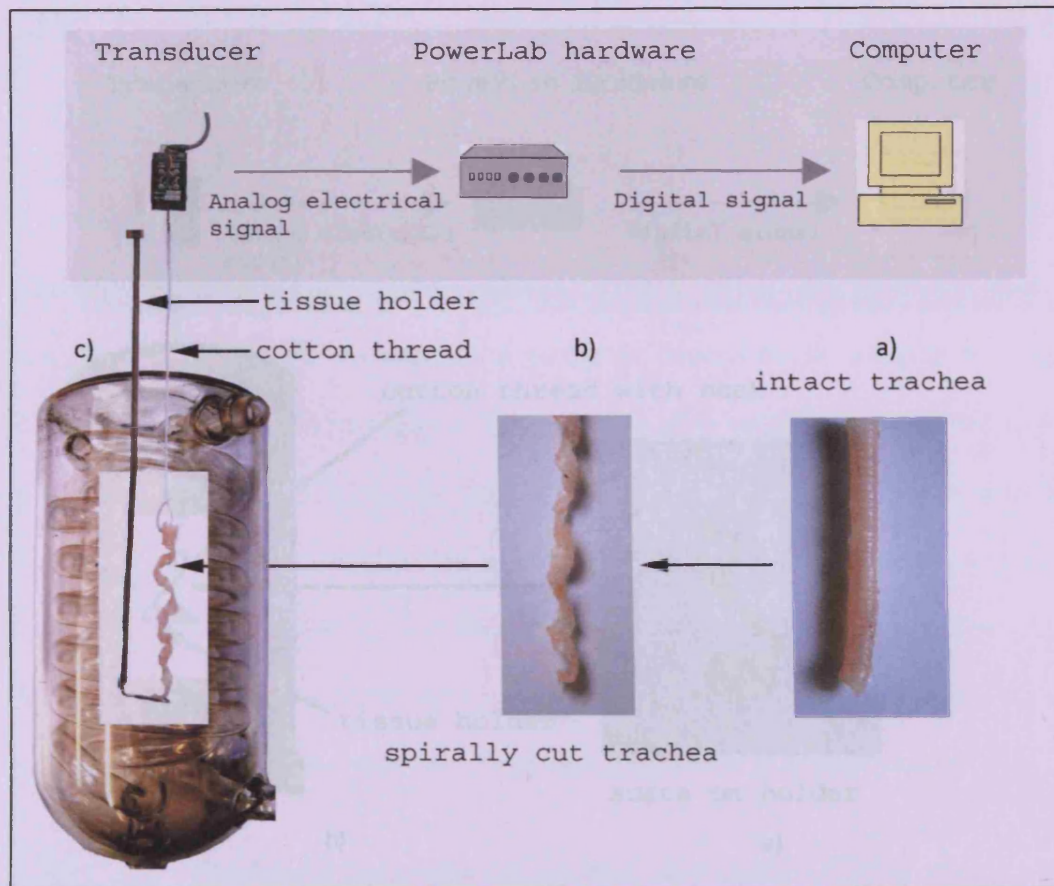 Transducer
PowerLab hardware
Computer
Analog electrical
signal
Digital signal
tissue holder
c)
cotton thread
b)
a)
intact trachea
spirally cut trachea